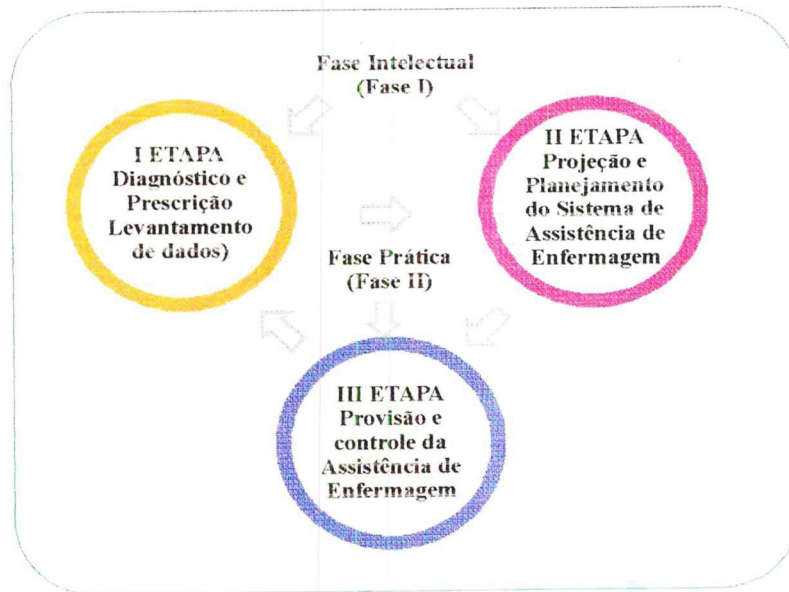 Fase Intelectual
(Fase I)
I ETAPA
Diagnóstico e
Prescrição
Levantamento
de dados)
II ETAPA
Projeção e
Planejamento
do Sistema de
Assistência de
Enfermagem
Fase Prática
(Fase II)
III ETAPA
Provisão e
controle da
Assistência de
Enfermagem